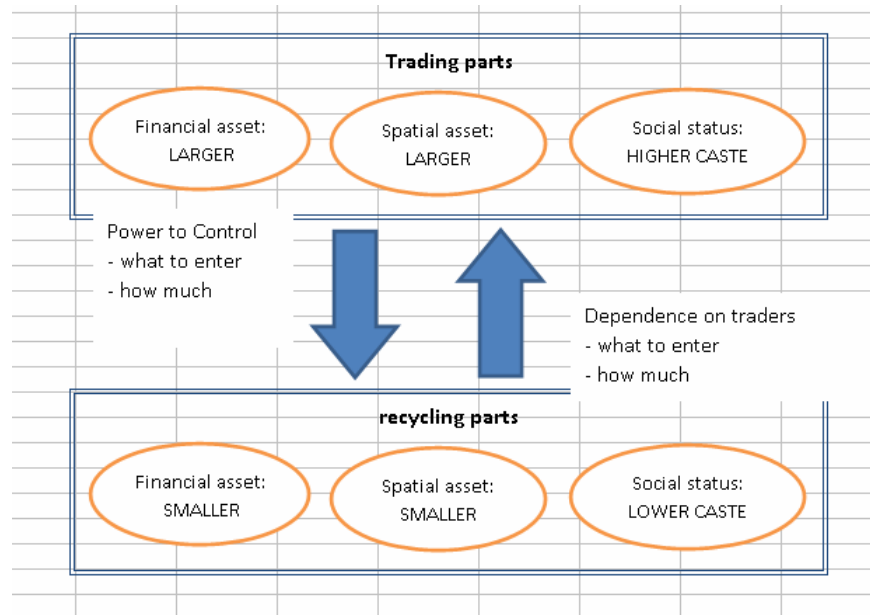 Trading parts
Financial asset:
LARGER
Spatial asset:
LARGER
Social status:
HIGHER CASTE
Power to Control
- what to enter
- how much
Dependence on traders
- what to enter
- how much
recycling parts
Financial asset:
SMALLER
Spatial asset:
SMALLER
Social status:
LOWER CASTE